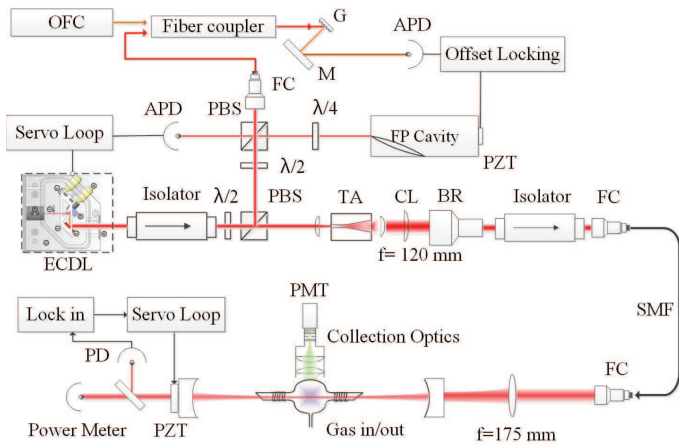 OFC
Fiber coupler
G
M
APD
Offset Locking
FC
λ/4
PBS
APD
Servo Loop
FP Cavity
PZT
λ/2
Isolator
λ/2
PBS
TA
CL
BR
Isolator
FC
ECDL
f= 120 mm
PMT
SMF
Lock in
Servo Loop
Collection Optics
PD
FC
Power Meter
PZT
Gas in/out
f=175 mm